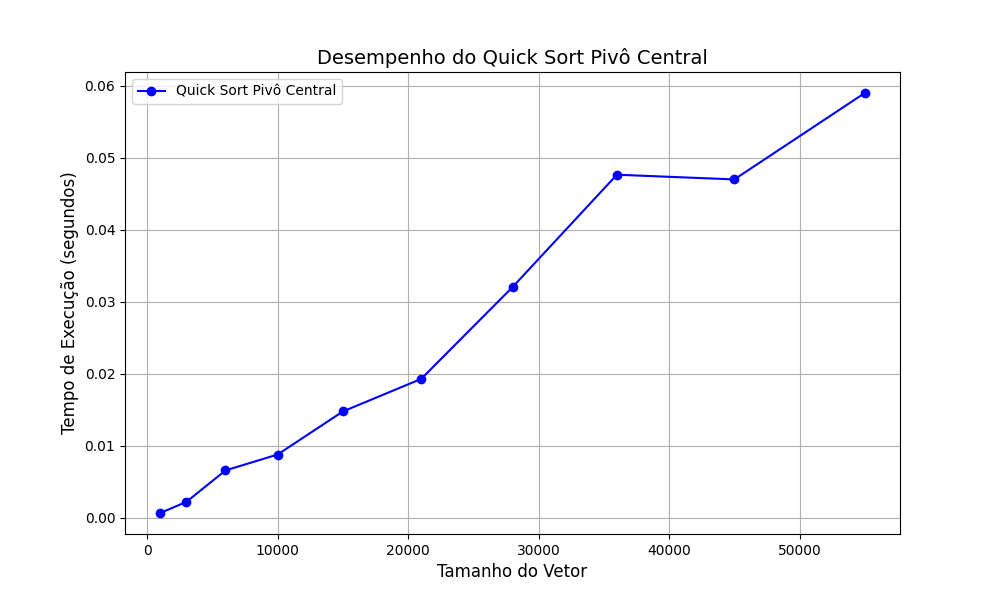 Desempenho do Quick Sort Pivô Central
Quick Sort Pivô Central
Tempo de Execução (segundos)
0.06
0.05
0.04
0.03
0.02
0.01
0.00
0 10000 20000 30000 40000 50000
Tamanho do Vetor